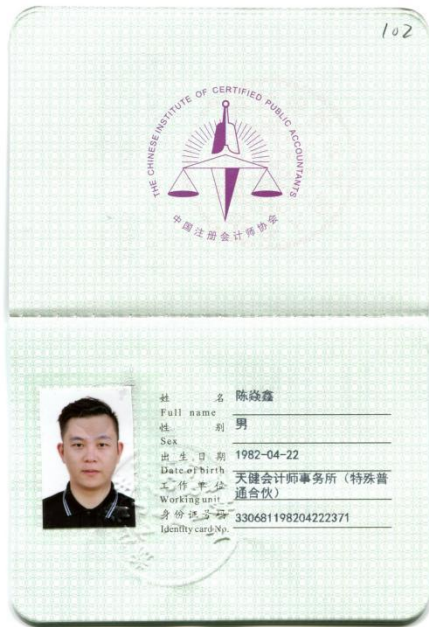 102
THE CHINESE INSTITUTE OF CERTIFIED PUBLIC ACCOUNTANTS
中国注册会计师协会
姓 名 陈焱鑫
Full name
性 别 男
Sex
出生日期 1982-04-22
Date of birth
工作单位 天健会计师事务所（特殊普
Working unit 通合伙）
身份证号码 330681198204222371
Identity card No.